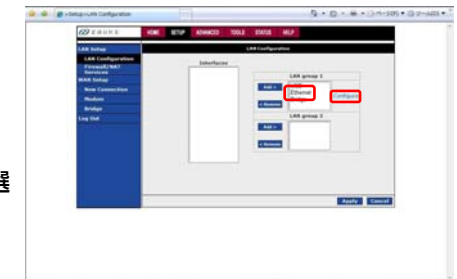 Setup - LAN Configuration
HOME SETUP ADVANCED TOOLS STATUS HELP
LAN Setup
LAN Configuration
Firewall/NAT
Services
WAN Setup
New Connection
Modem
Bridge
Log Out
LAN Configuration
Interfaces
LAN group 1
Add >
Ethernet
Configure
< Remove
LAN group 2
Add >
< Remove
Apply Cancel
選